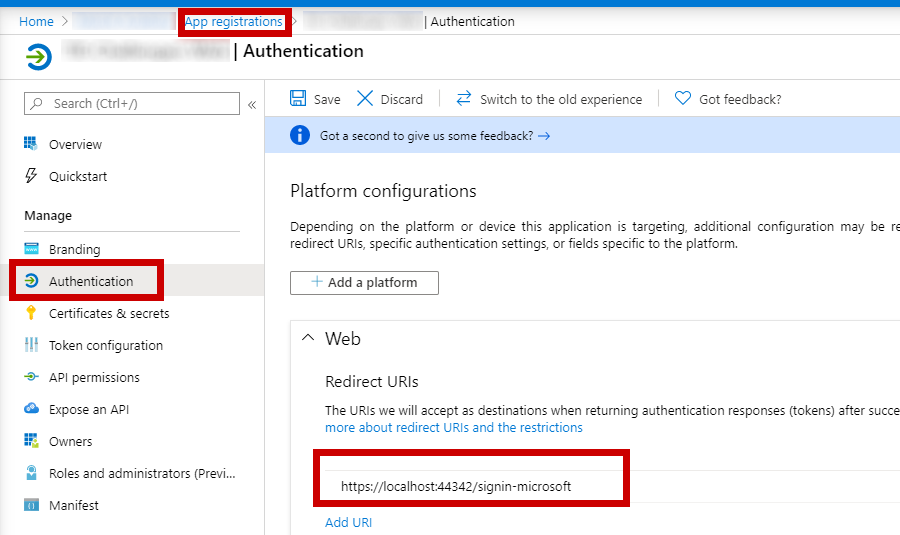 Home > App registrations > | Authentication
| Authentication
Search (Ctrl+/)
«
Save Discard Switch to the old experience Got feedback?
Got a second to give us some feedback? →
Overview
Quickstart
Manage
Branding
Authentication
Certificates & secrets
Token configuration
API permissions
Expose an API
Owners
Roles and administrators (Previ...
Manifest
Platform configurations
Depending on the platform or device this application is targeting, additional configuration may be re
redirect URIs, specific authentication settings, or fields specific to the platform.
+ Add a platform
Web
Redirect URIs
The URIs we will accept as destinations when returning authentication responses (tokens) after succe
more about redirect URIs and the restrictions
https://localhost:44342/signin-microsoft
Add URI